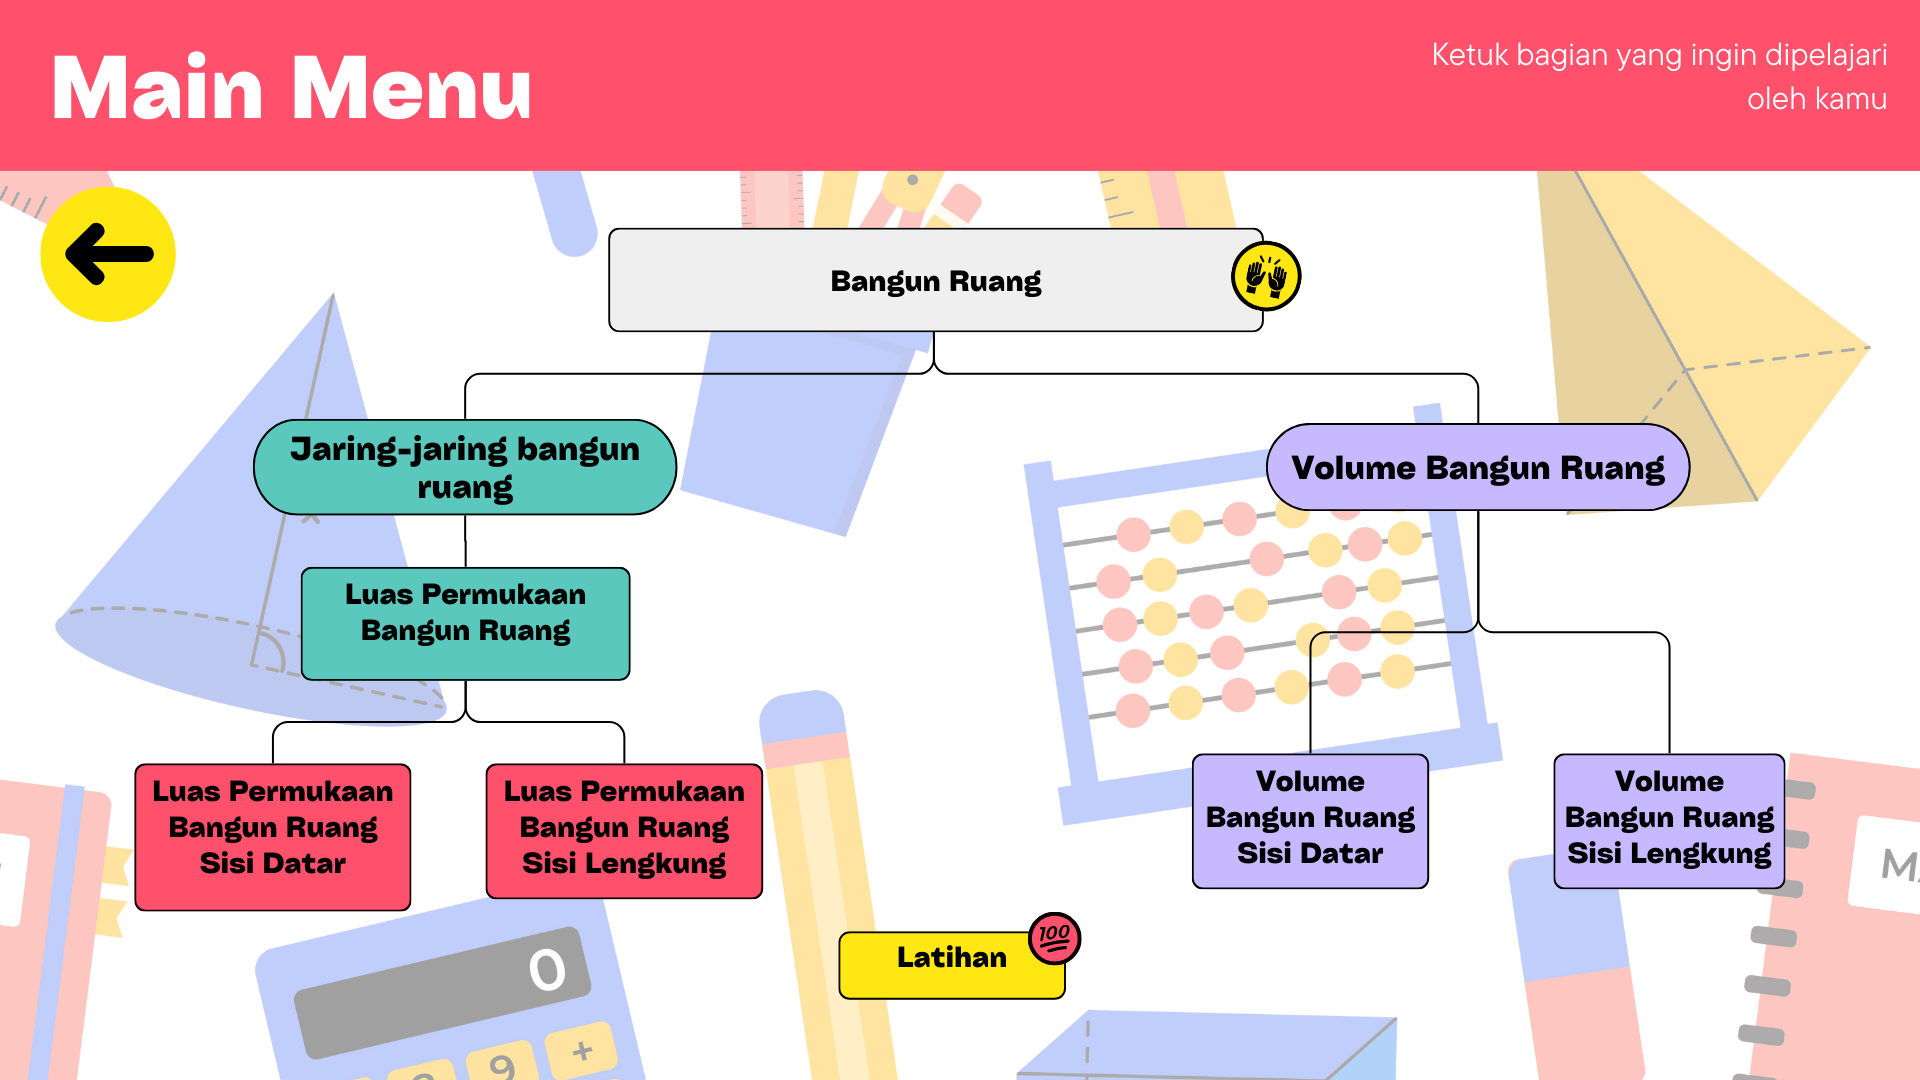 Main Menu
Ketuk bagian yang ingin dipelajari
oleh kamu
Bangun Ruang
Jaring-jaring bangun
ruang
Volume Bangun Ruang
Luas Permukaan
Bangun Ruang
Luas Permukaan
Bangun Ruang
Sisi Datar
Luas Permukaan
Bangun Ruang
Sisi Lengkung
Volume
Bangun Ruang
Sisi Datar
Volume
Bangun Ruang
Sisi Lengkung
Latihan
100
0
9
+